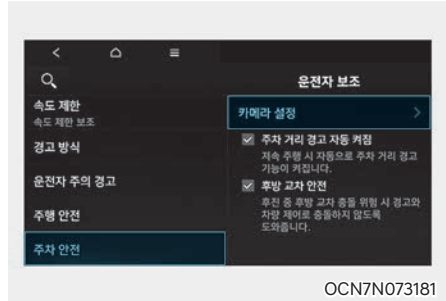 운전자 보조
속도 제한
속도 제한 보조
경고 방식
운전자 주의 경고
주행 안전
주차 안전
카메라 설정
주차 거리 경고 자동 켜짐
저속 주행 시 자동으로 주차 거리 경고
기능이 켜집니다.
후방 교차 안전
후진 중 후방 교차 충돌 위험 시 경고와
차량 제어로 충돌하지 않도록
도와줍니다.
OCN7N073181